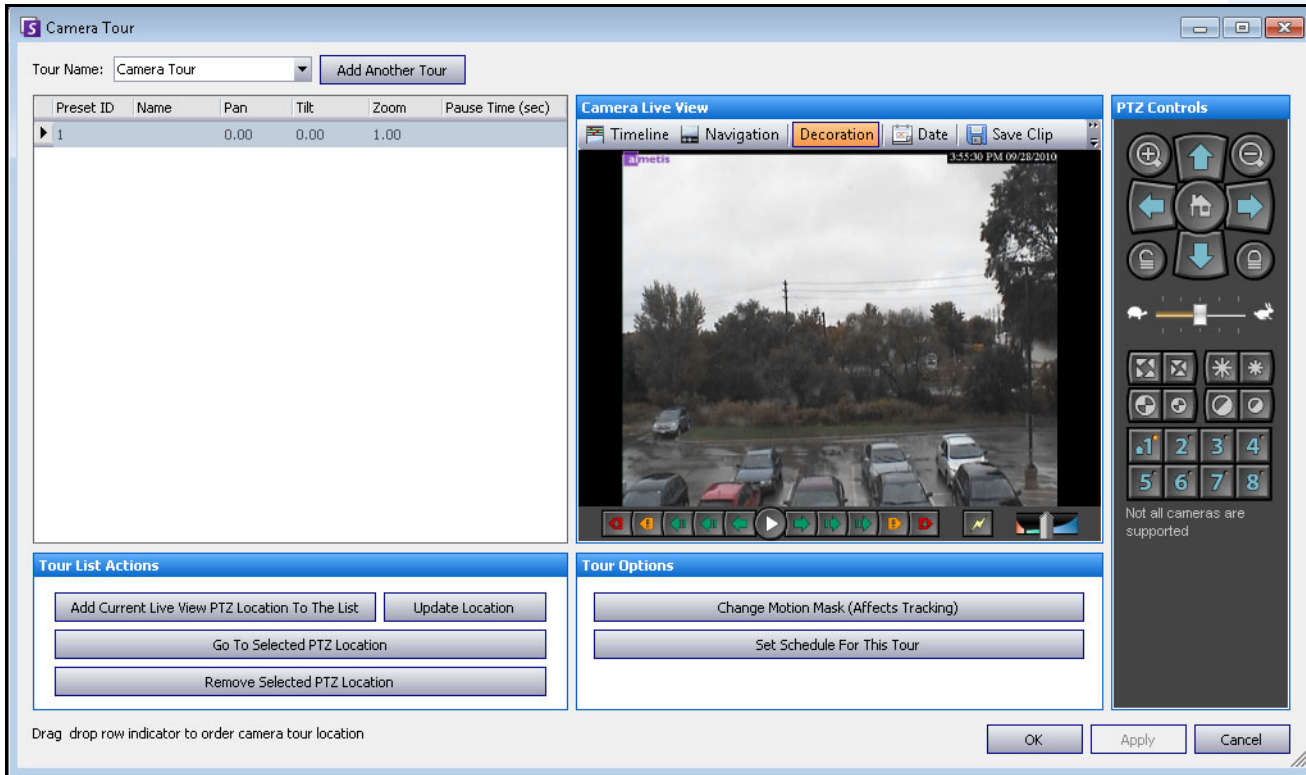 Camera Tour
Tour Name: Camera Tour Add Another Tour
Preset ID Name Pan Tilt Zoom Pause Time (sec)
1 0.00 0.00 1.00
Camera Live View
Timeline Navigation Decoration Date Save Clip
aimetis 3:55:30 PM 09/28/2010
PTZ Controls
1 2 3 4
5 6 7 8
Not all cameras are
supported
Tour List Actions
Add Current Live View PTZ Location To The List Update Location
Go To Selected PTZ Location
Remove Selected PTZ Location
Tour Options
Change Motion Mask (Affects Tracking)
Set Schedule For This Tour
Drag drop row indicator to order camera tour location
OK Apply Cancel